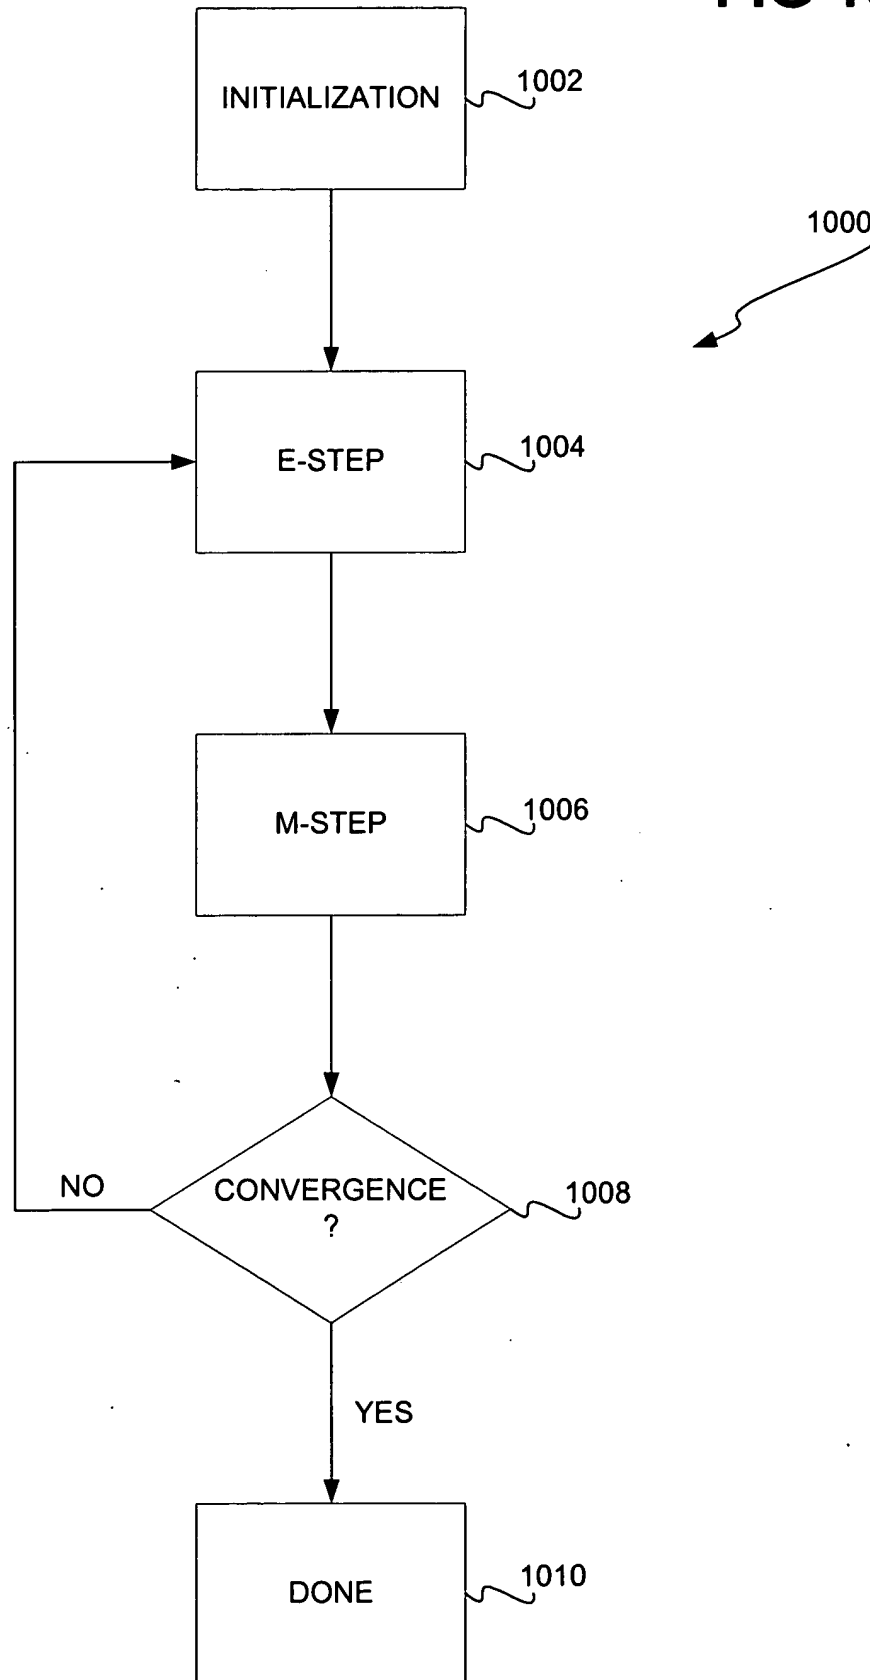 INITIALIZATION
1002
1000
E-STEP
1004
M-STEP
1006
CONVERGENCE
?
1008
NO
YES
DONE
1010